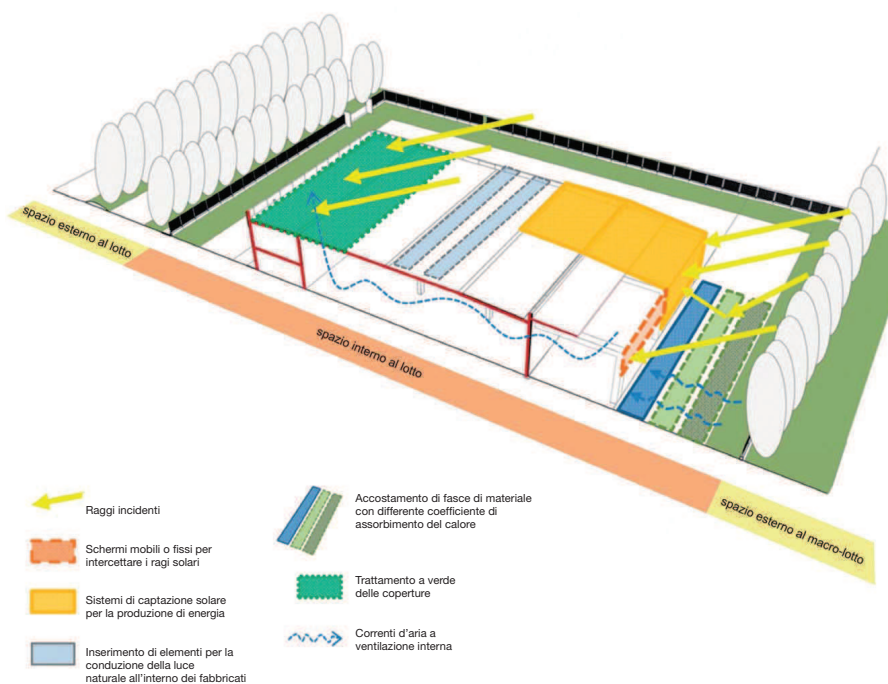 spazio esterno al lotto
spazio interno al lotto
spazio esterno al macro-lotto
Raggi incidenti
Schermi mobili o fissi per
intercettare i ragi solari
Sistemi di captazione solare
per la produzione di energia
Inserimento di elementi per la
conduzione della luce
naturale all'interno dei fabbricati
Accostamento di fasce di materiale
con differente coefficiente di
assorbimento del calore
Trattamento a verde
delle coperture
Correnti d'aria a
ventilazione interna